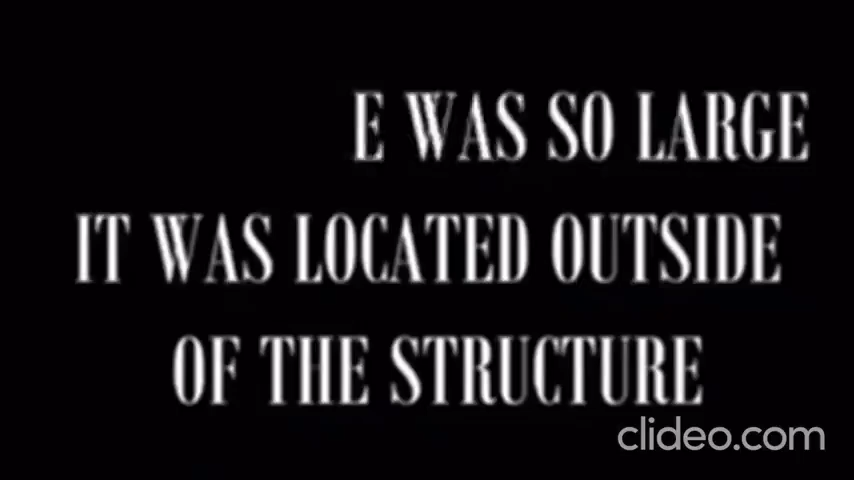 E WAS SO LARGE
IT WAS LOCATED OUTSIDE
OF THE STRUCTURE
clideo.com